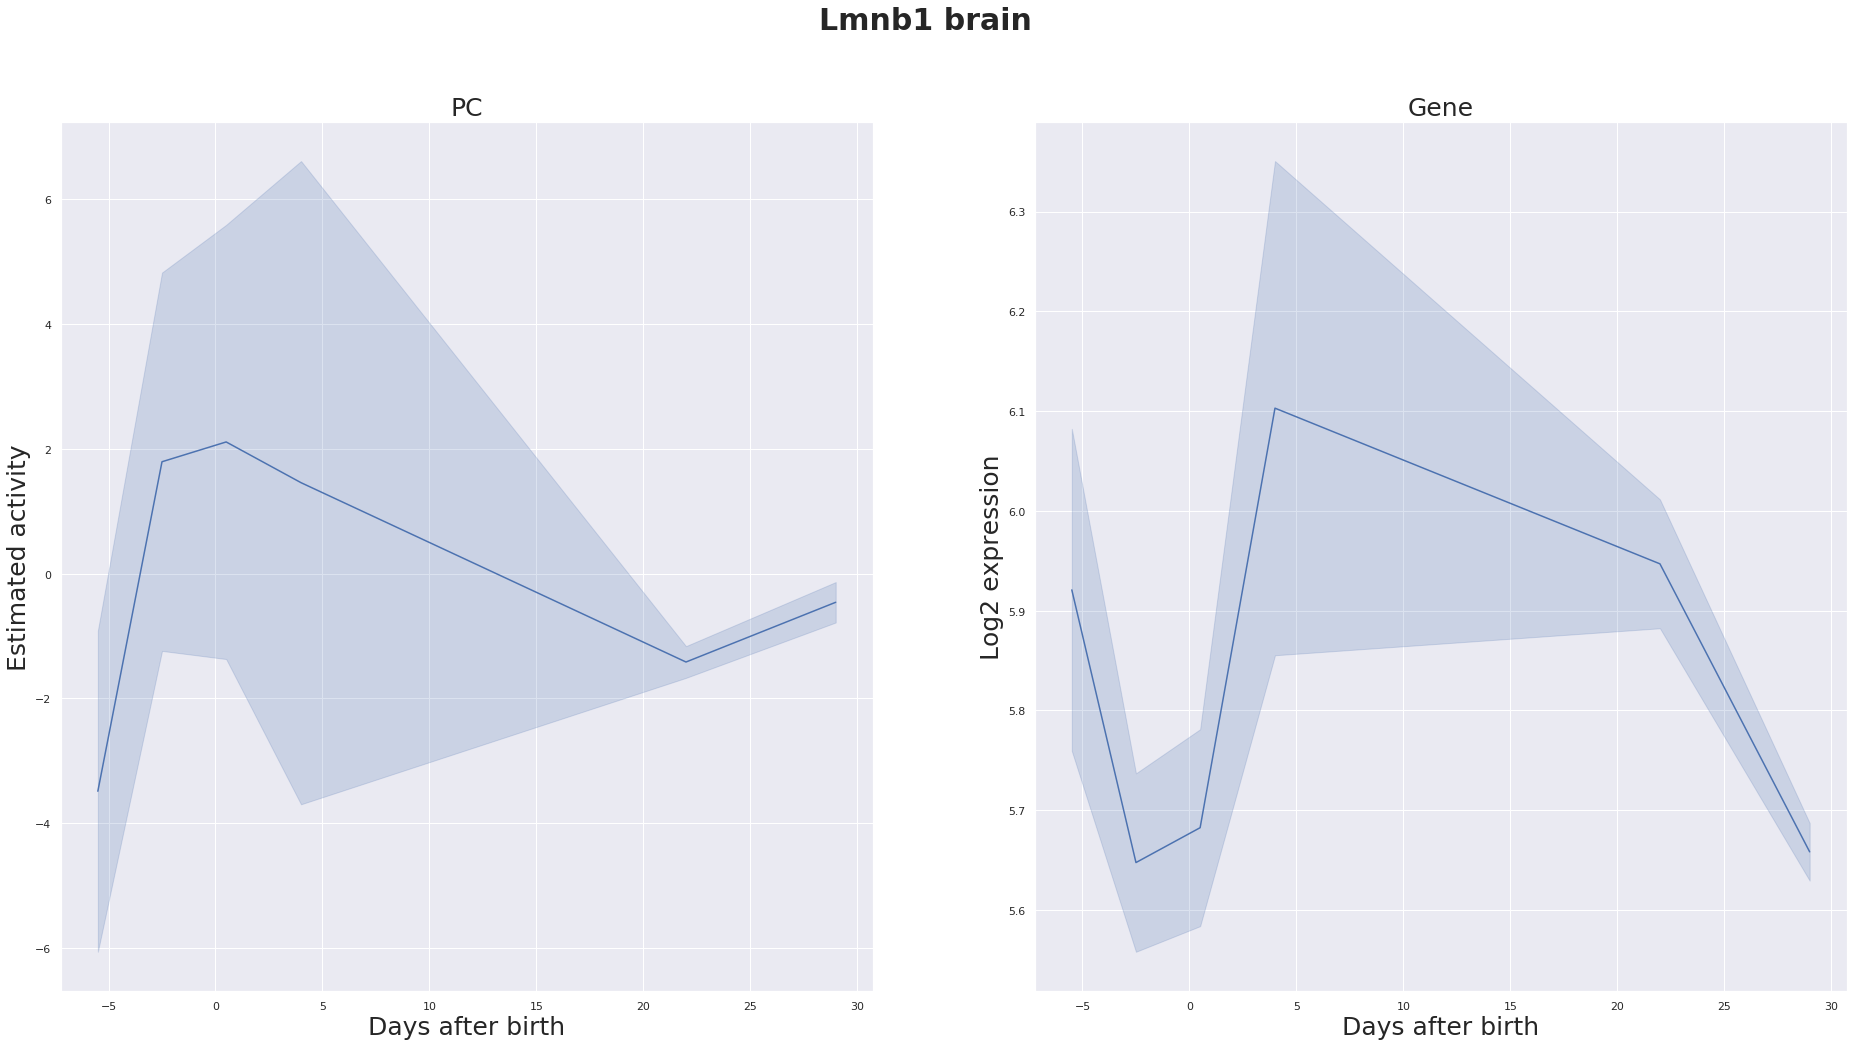 Lmnb1 brain
PC
Estimated activity
6
4
2
0
−2
−4
−6
−5 0 5 10 15 20 25 30
Days after birth
Gene
Log2 expression
6.3
6.2
6.1
6.0
5.9
5.8
5.7
5.6
−5 0 5 10 15 20 25 30
Days after birth